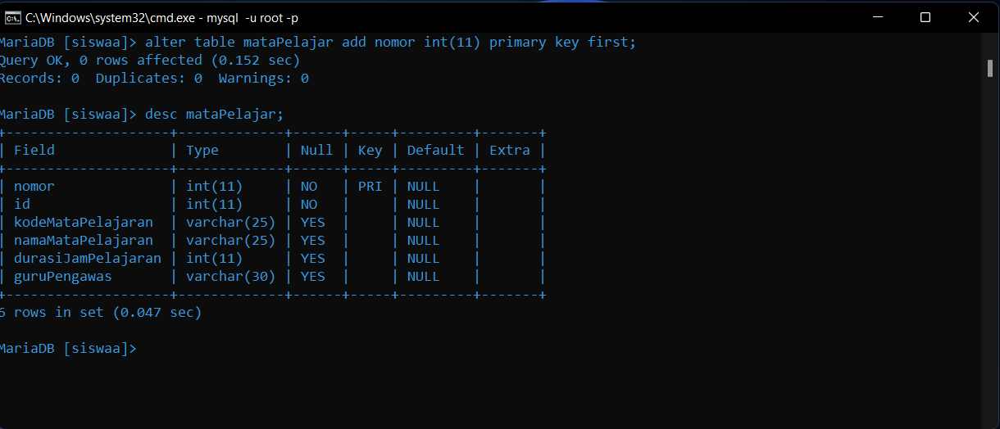 C:\Windows\system32\cmd.exe - mysql  -u root -p
MariaDB [siswaa]> alter table mataPelajar add nomor int(11) primary key first;
Query OK, 0 rows affected (0.152 sec)
Records: 0  Duplicates: 0  Warnings: 0
MariaDB [siswaa]> desc mataPelajar;
+--------------------+-------------+------+-----+---------+-------+
| Field              | Type        | Null | Key | Default | Extra |
+--------------------+-------------+------+-----+---------+-------+
| nomor              | int(11)     | NO   | PRI | NULL    |       |
| id                 | int(11)     | NO   |     | NULL    |       |
| kodeMataPelajaran  | varchar(25) | YES  |     | NULL    |       |
| namaMataPelajaran  | varchar(25) | YES  |     | NULL    |       |
| durasiJamPelajaran | int(11)     | YES  |     | NULL    |       |
| guruPengawas       | varchar(30) | YES  |     | NULL    |       |
+--------------------+-------------+------+-----+---------+-------+
6 rows in set (0.047 sec)
MariaDB [siswaa]>